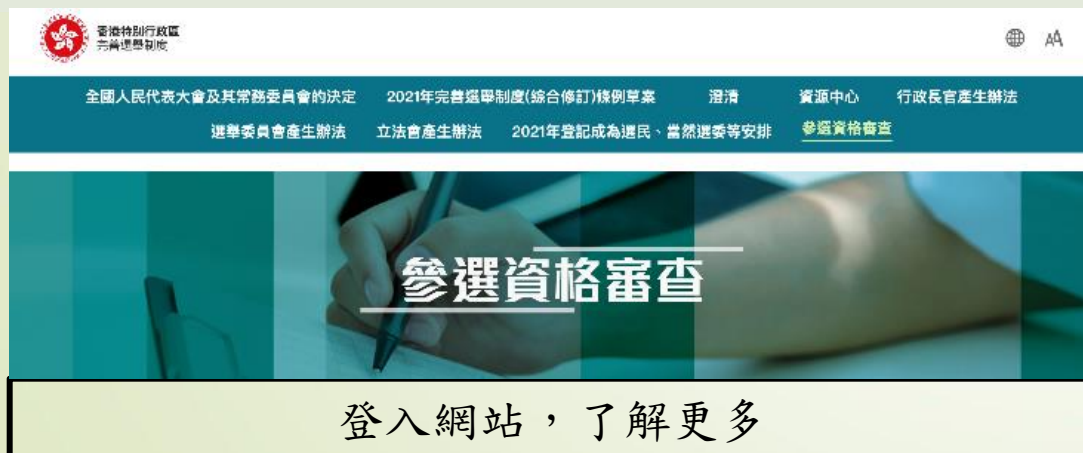 香港特別行政區
完善選舉制度
全國人民代表大會及其常務委員會的決定 2021年完善選舉制度(綜合修訂)條例草案 澄清 資源中心 行政長官產生辦法
選舉委員會產生辦法 立法會產生辦法 2021年登記成為選民、當然選委等安排 參選資格審查
參選資格審查
登入網站，了解更多